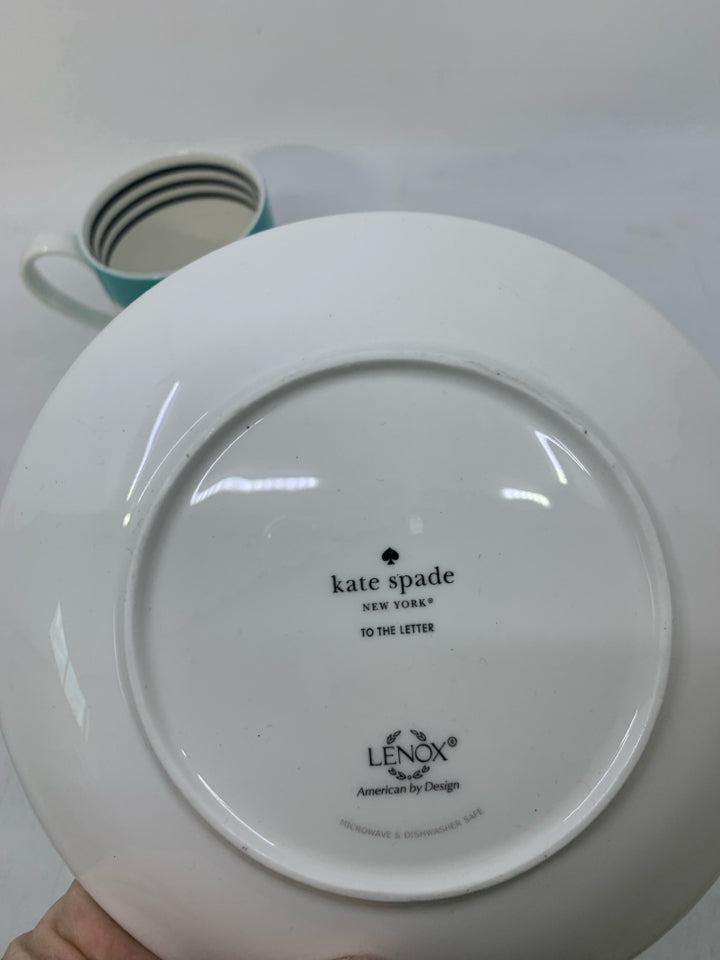 kate spade
NEW YORK®
TO THE LETTER
LENOX®
American by Design
MICROWAVE & DISHWASHER SAFE